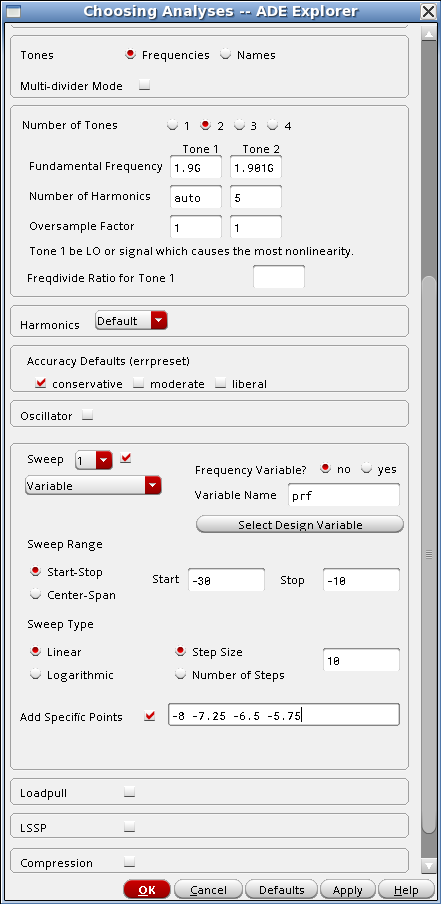 Choosing Analyses -- ADE Explorer
Tones Frequencies Names
Multi-divider Mode
Number of Tones 1 2 3 4
Tone 1 Tone 2
Fundamental Frequency 1.9G 1.901G
Number of Harmonics auto 5
Oversample Factor 1 1
Tone 1 be LO or signal which causes the most nonlinearity.
Freqdivide Ratio for Tone 1
Harmonics Default
Accuracy Defaults (errpreset)
conservative moderate liberal
Oscillator
Sweep 1
Frequency Variable? no yes
Variable
Variable Name prf
Select Design Variable
Sweep Range
Start-Stop Start -30 Stop -10
Center-Span
Sweep Type
Linear Step Size 10
Logarithmic Number of Steps
Add Specific Points -8 -7.25 -6.5 -5.75
Loadpull
LSSP
Compression
OK Cancel Defaults Apply Help